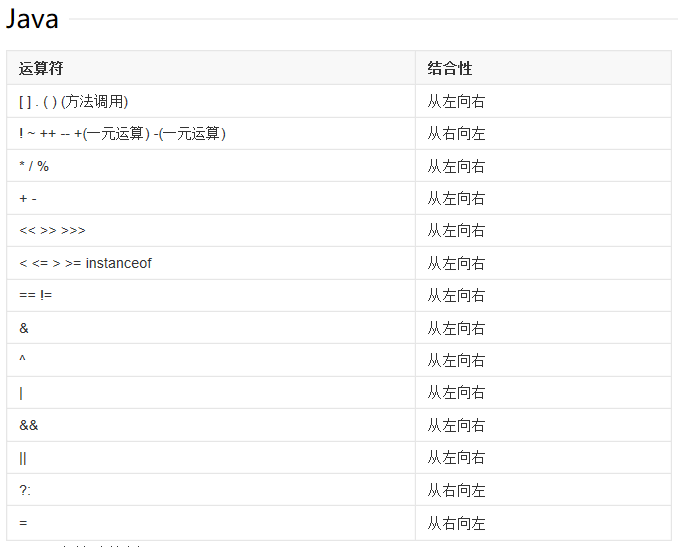 Java
运算符 结合性
[ ] . ( ) (方法调用) 从左向右
! ~ ++ -- +(一元运算) -(一元运算) 从右向左
* / % 从左向右
+ - 从左向右
<< >> >>> 从左向右
< <= > >= instanceof 从左向右
== != 从左向右
& 从左向右
^ 从左向右
| 从左向右
&& 从左向右
|| 从左向右
?: 从右向左
= 从右向左